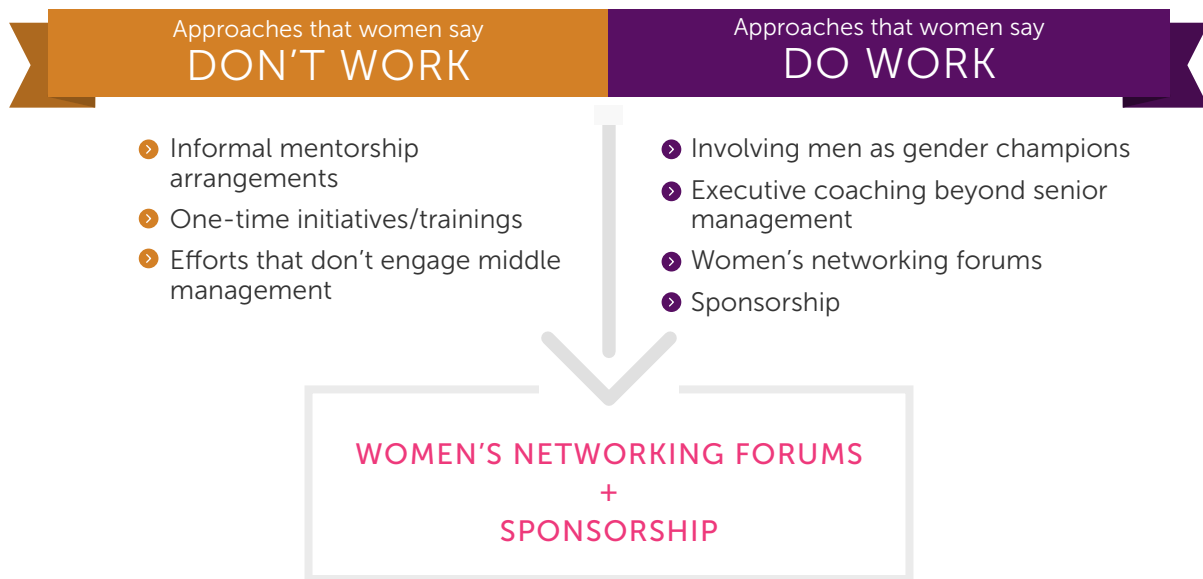 Approaches that women say
DON'T WORK
Informal mentorship
arrangements
One-time initiatives/trainings
Efforts that don't engage middle
management
Approaches that women say
DO WORK
Involving men as gender champions
Executive coaching beyond senior
management
Women's networking forums
Sponsorship
WOMEN'S NETWORKING FORUMS
+
SPONSORSHIP